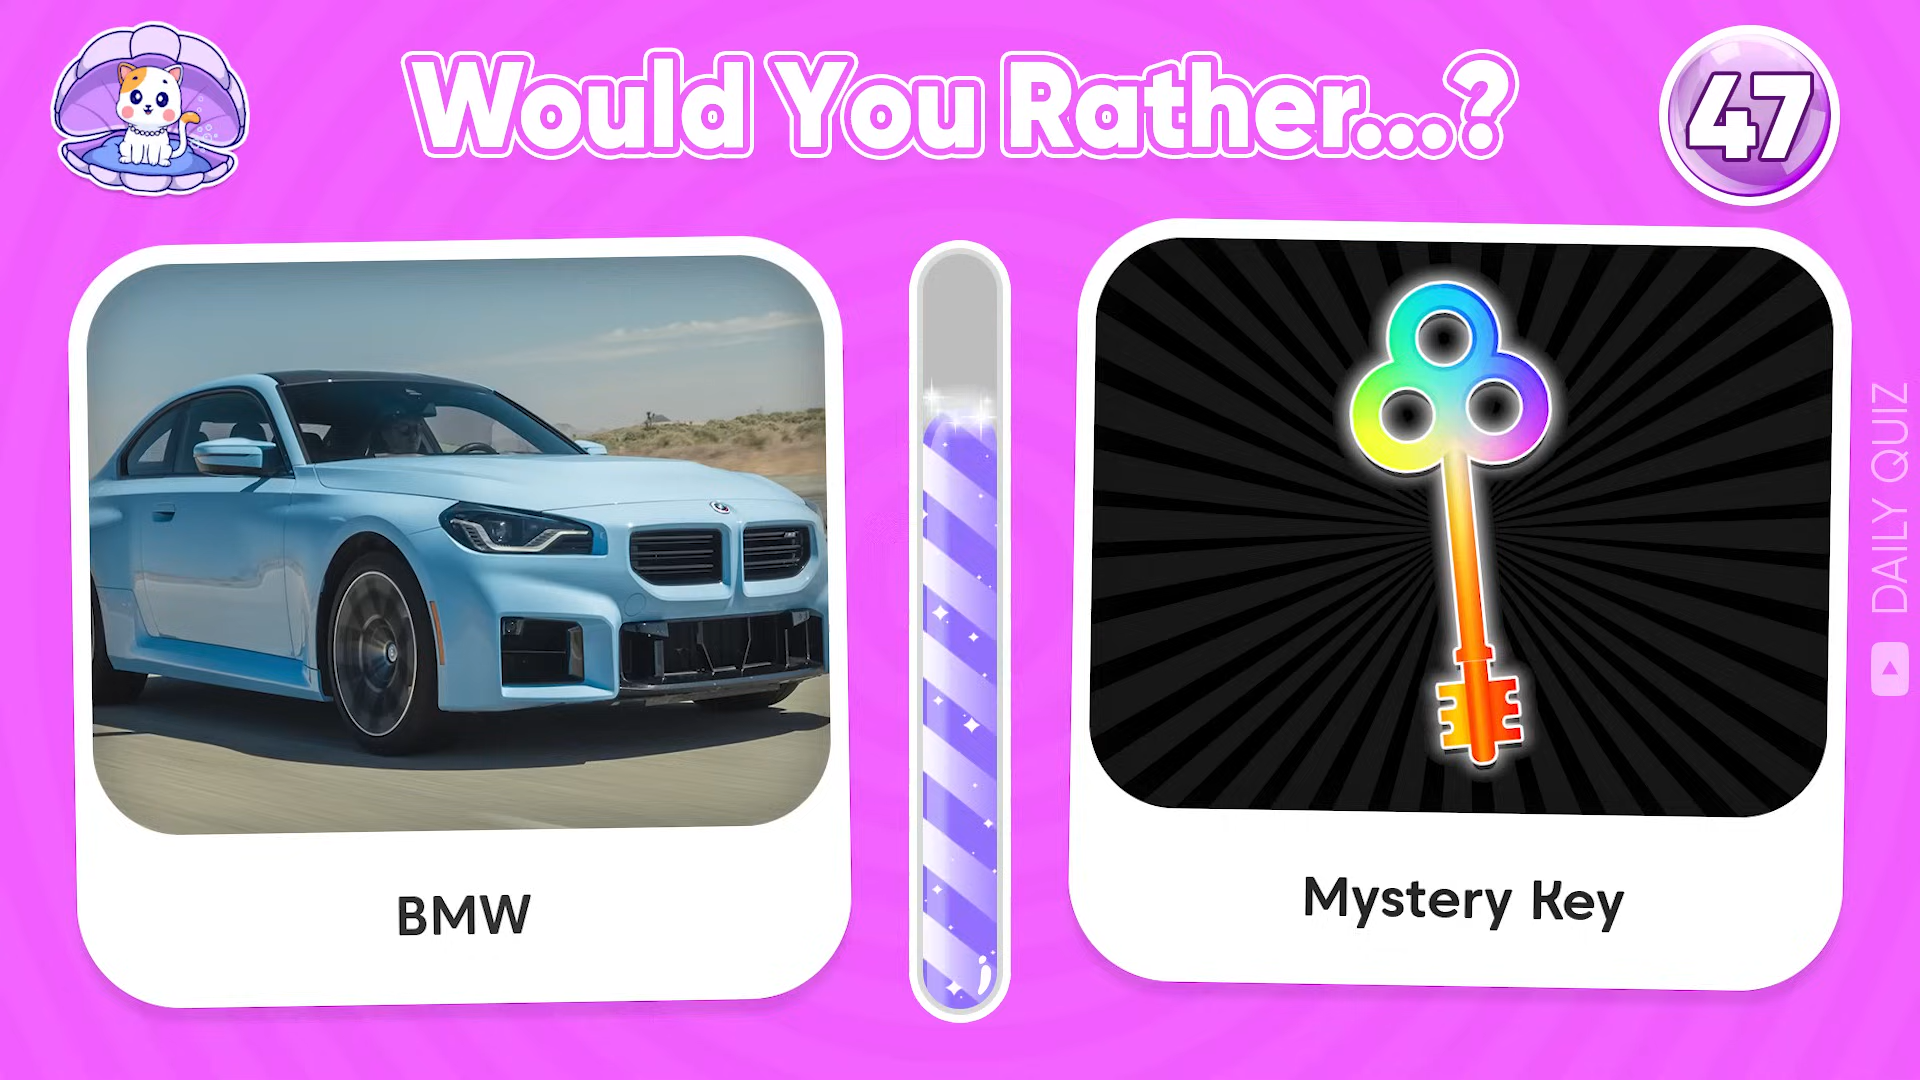 Would You Rather...?
47
BMW
Mystery Key
DAILY QUIZ